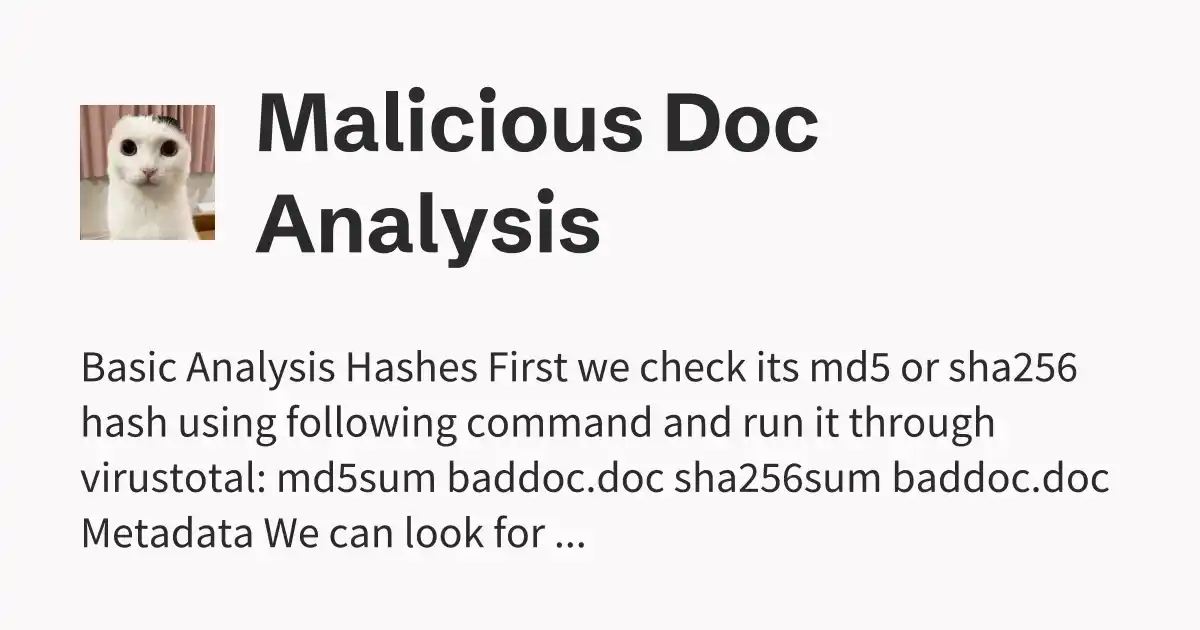 Malicious Doc
Analysis
Basic Analysis Hashes First we check its md5 or sha256
hash using following command and run it through
virustotal: md5sum baddoc.doc sha256sum baddoc.doc
Metadata We can look for ...